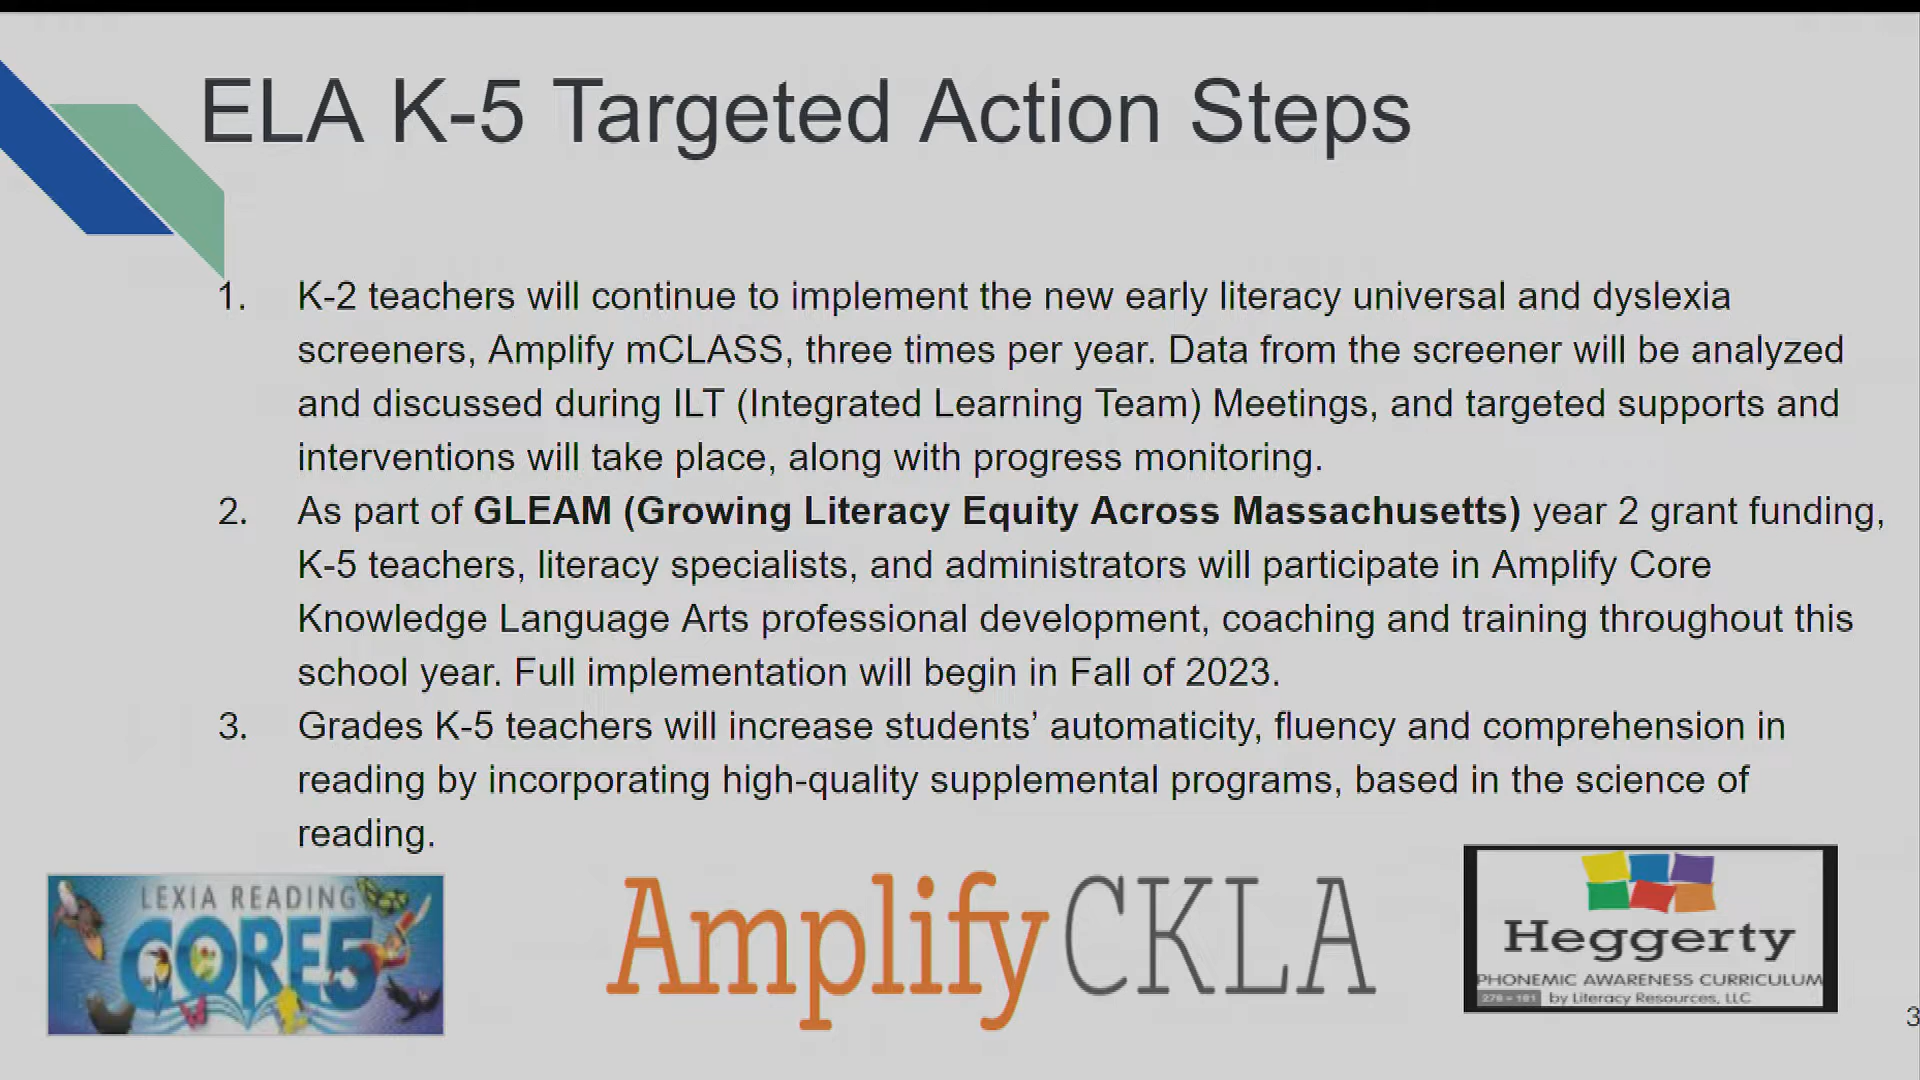 ELA K-5 Targeted Action Steps
1. K-2 teachers will continue to implement the new early literacy universal and dyslexia
screeners, Amplify mCLASS, three times per year. Data from the screener will be analyzed
and discussed during ILT (Integrated Learning Team) Meetings, and targeted supports and
interventions will take place, along with progress monitoring.
2. As part of GLEAM (Growing Literacy Equity Across Massachusetts) year 2 grant funding,
K-5 teachers, literacy specialists, and administrators will participate in Amplify Core
Knowledge Language Arts professional development, coaching and training throughout this
school year. Full implementation will begin in Fall of 2023.
3. Grades K-5 teachers will increase students’ automaticity, fluency and comprehension in
reading by incorporating high-quality supplemental programs, based in the science of
reading.
LEXIA READING
CORE5
Amplify CKLA
Heggerty
PHONEMIC AWARENESS CURRICULUM
by Literacy Resources, LLC
3